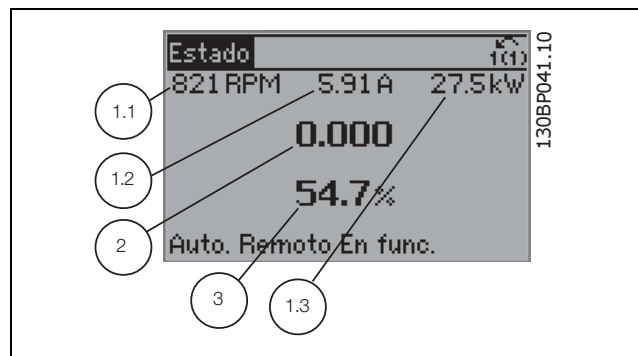 Estado 1(1)
821 RPM 5.91 A 27.5 kW
0.000
54.7%
Auto. Remoto En func.
1.1
1.2
2
3
1.3
130BP041.10